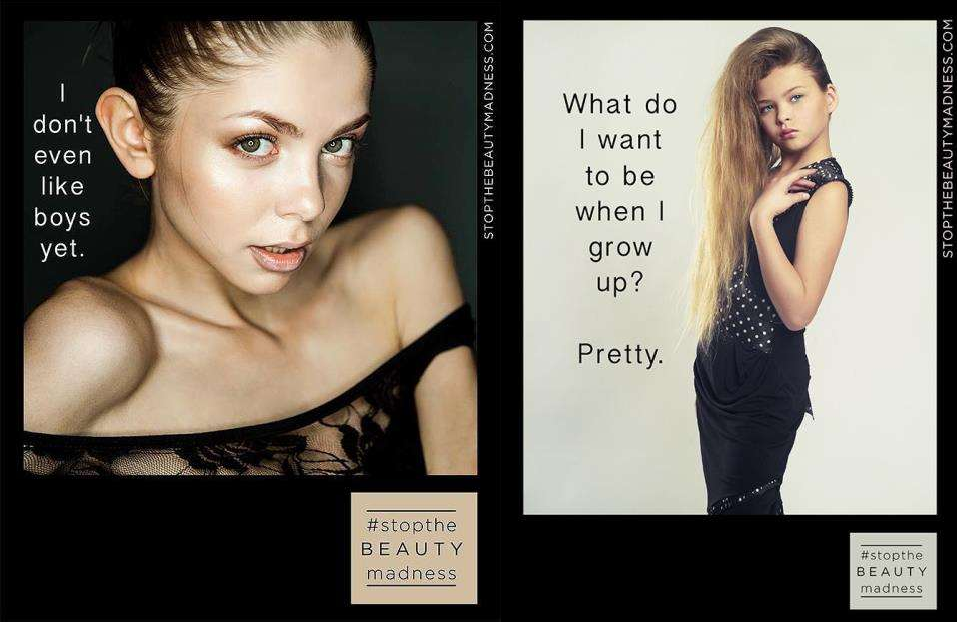 I
don't
even
like
boys
yet.
STOPTHEBEAUTYMADNESS.COM
#stopthe
BEAUTY
madness
What do
I want
to be
when I
grow
up?
Pretty.
STOPTHEBEAUTYMADNESS.COM
#stopthe
BEAUTY
madness